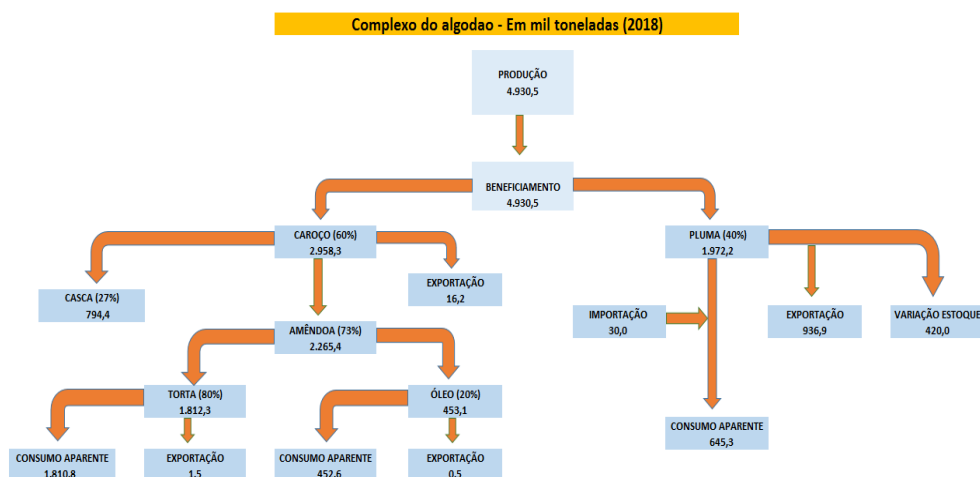 Complexo do algodao - Em mil toneladas (2018)
PRODUÇÃO
4.930,5
BENEFICIAMENTO
4.930,5
CAROÇO (60%)
2.958,3
PLUMA (40%)
1.972,2
CASCA (27%)
794,4
EXPORTAÇÃO
16,2
IMPORTAÇÃO
30,0
EXPORTAÇÃO
936,9
VARIAÇÃO ESTOQUE
420,0
AMÊNDOA (73%)
2.265,4
TORTA (80%)
1.812,3
ÓLEO (20%)
453,1
CONSUMO APARENTE
645,3
CONSUMO APARENTE
1.810,8
EXPORTAÇÃO
1,5
CONSUMO APARENTE
452,6
EXPORTAÇÃO
0,5